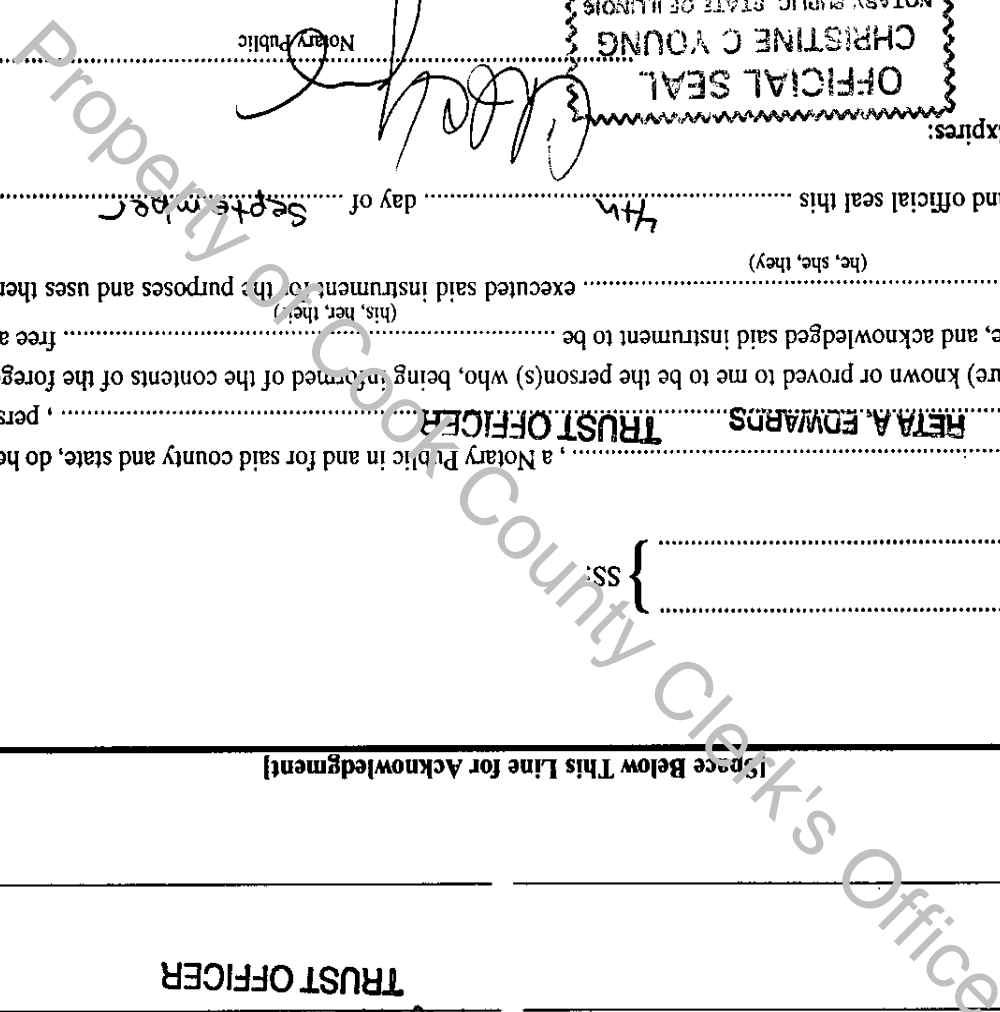 TRUST OFFICER
[Space Below This Line for Acknowledgment]
SS:
, a Notary Public in and for said county and state, do he
RETA A. EDWARDS TRUST OFFICER , pers
ure) known or proved to me to be the person(s) who, being informed of the contents of the foreg
e, and acknowledged said instrument to be free a
(his, her, their)
executed said instrument for the purposes and uses ther
(he, she, they)
and official seal this 4th day of September
Expires:
OFFICIAL SEAL
CHRISTINE C YOUNG
NOTARY PUBLIC STATE OF ILLINOIS
Notary Public
Property of Cook County Clerk's Office